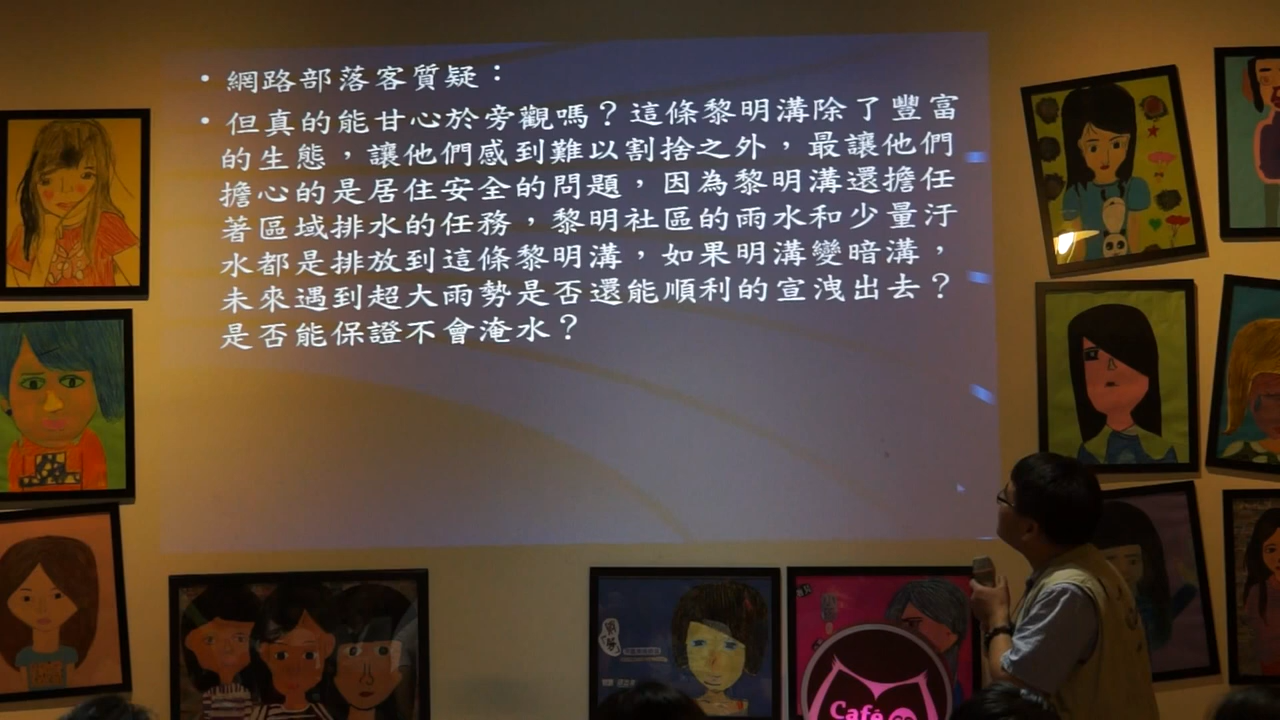 • 網路部落客質疑：
• 但真的能甘心於旁觀嗎？這條黎明溝除了豐富
的生態，讓他們感到難以割捨之外，最讓他們
擔心的是居住安全的問題，因為黎明溝還擔任
著區域排水的任務，黎明社區的雨水和少量汙
水都是排放到這條黎明溝，如果明溝變暗溝，
未來遇到超大雨勢是否還能順利的宣洩出去？
是否能保證不會淹水？
Café